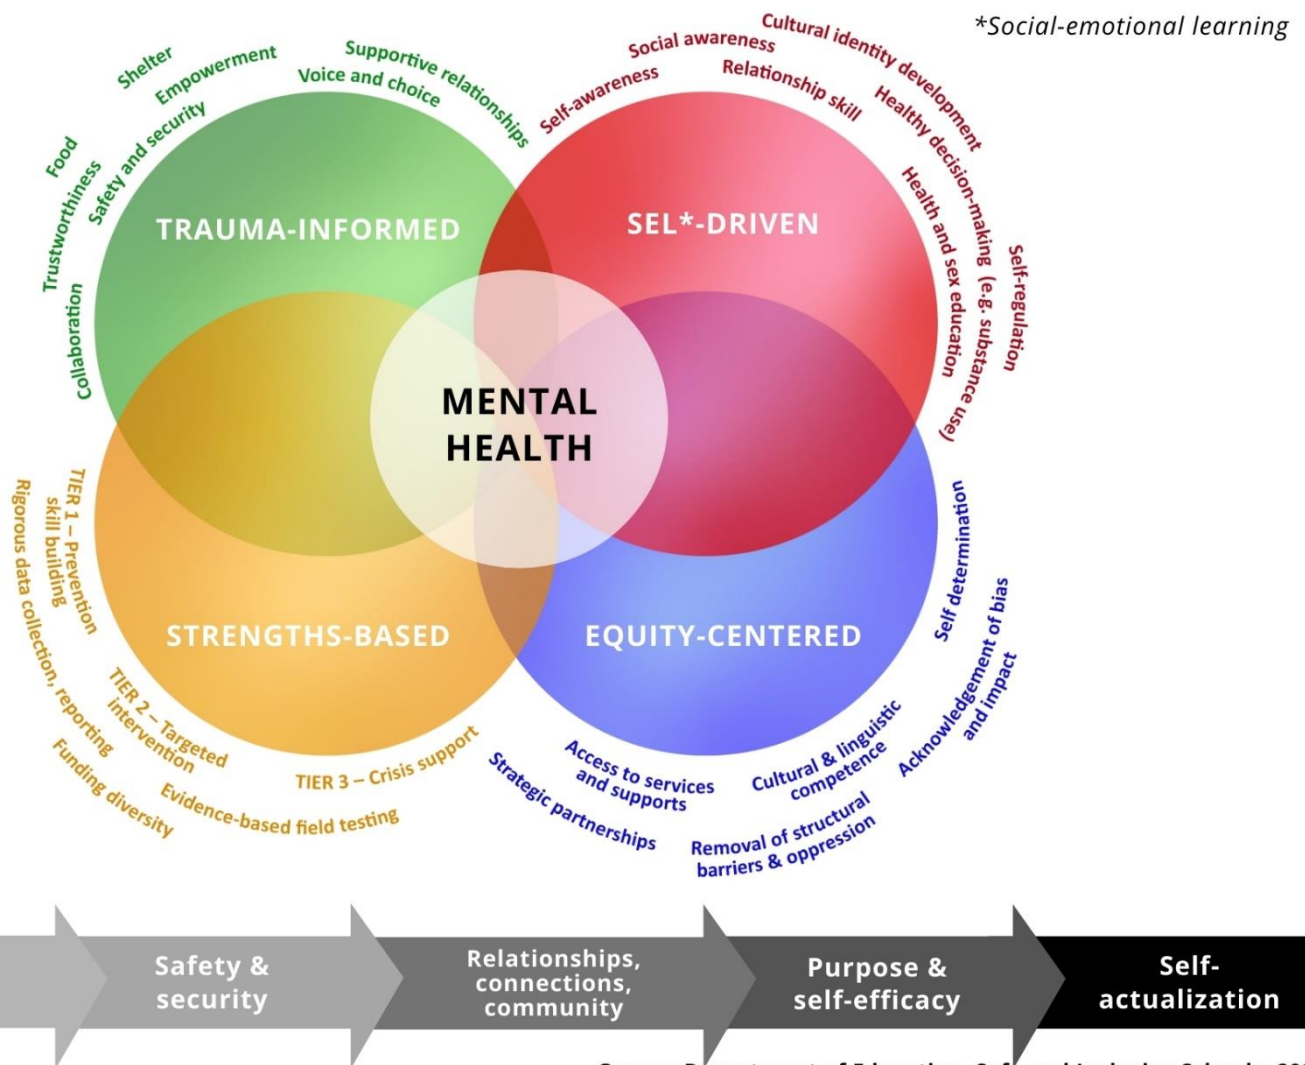 *Social-emotional learning
Shelter
Empowerment
Food
Trustworthiness
Safety and security
Collaboration
Supportive relationships
Voice and choice
TRAUMA-INFORMED
Social awareness
Self-awareness
Cultural identity development
Relationship skill
Healthy decision-making (e.g. substance use)
Health and sex education
Self-regulation
SEL*-DRIVEN
MENTAL
HEALTH
STRENGTHS-BASED
TIER 1 – Prevention
skill building
Rigorous data collection, reporting
TIER 2 – Targeted
intervention
Funding diversity
TIER 3 – Crisis support
Evidence-based field testing
EQUITY-CENTERED
Self determination
Acknowledgement of bias
and impact
Cultural & linguistic
competence
Access to services
and supports
Strategic partnerships
Removal of structural
barriers & oppression
Safety &
security
Relationships,
connections,
community
Purpose &
self-efficacy
Self-
actualization